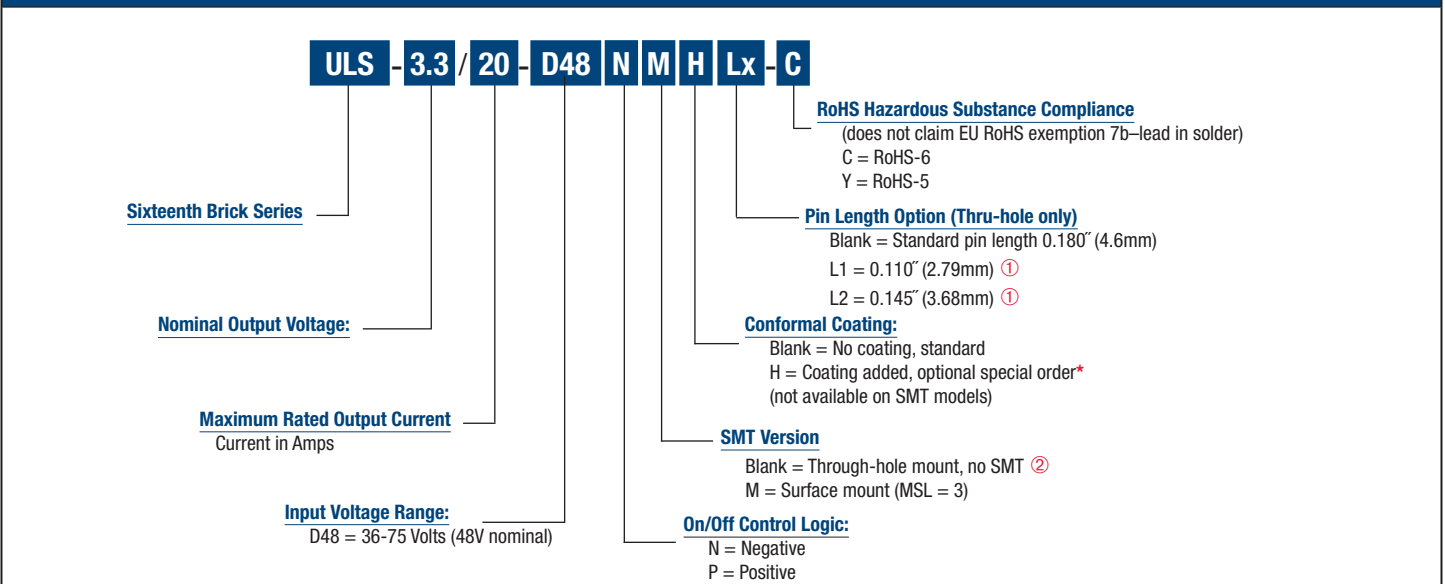 ULS - 3.3 / 20 - D48 N M H Lx - C
RoHS Hazardous Substance Compliance
(does not claim EU RoHS exemption 7b–lead in solder)
C = RoHS-6
Y = RoHS-5
Sixteenth Brick Series
Pin Length Option (Thru-hole only)
Blank = Standard pin length 0.180˝ (4.6mm)
L1 = 0.110˝ (2.79mm) ①
L2 = 0.145˝ (3.68mm) ①
Nominal Output Voltage:
Conformal Coating:
Blank = No coating, standard
H = Coating added, optional special order*
(not available on SMT models)
Maximum Rated Output Current
Current in Amps
SMT Version
Blank = Through-hole mount, no SMT ②
M = Surface mount (MSL = 3)
Input Voltage Range:
D48 = 36-75 Volts (48V nominal)
On/Off Control Logic:
N = Negative
P = Positive